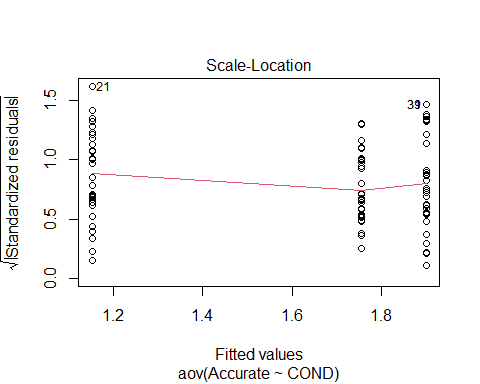 Scale-Location
√|Standardized residuals|
1.5
1.0
0.5
0.0
21
1.2
1.4
1.6
1.8
Fitted values
aov(Accurate ~ COND)